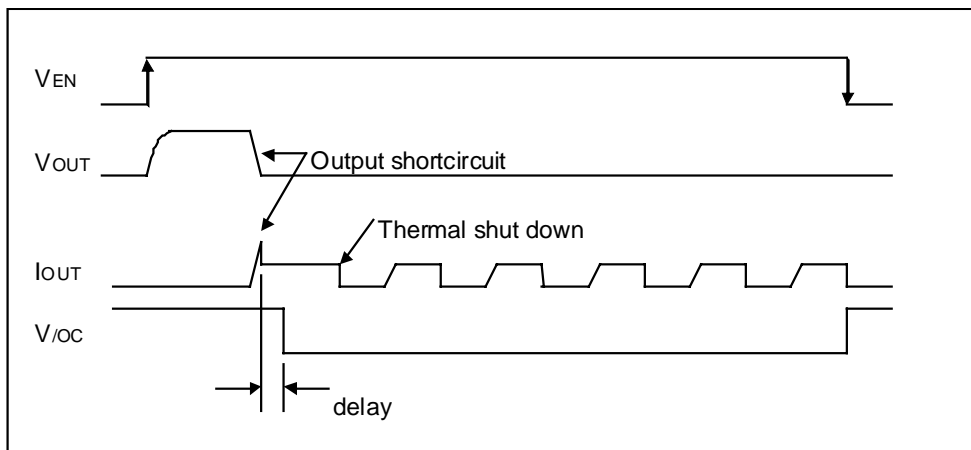 VEN
VOUT
Output shortcircuit
Thermal shut down
IOUT
V/OC
delay